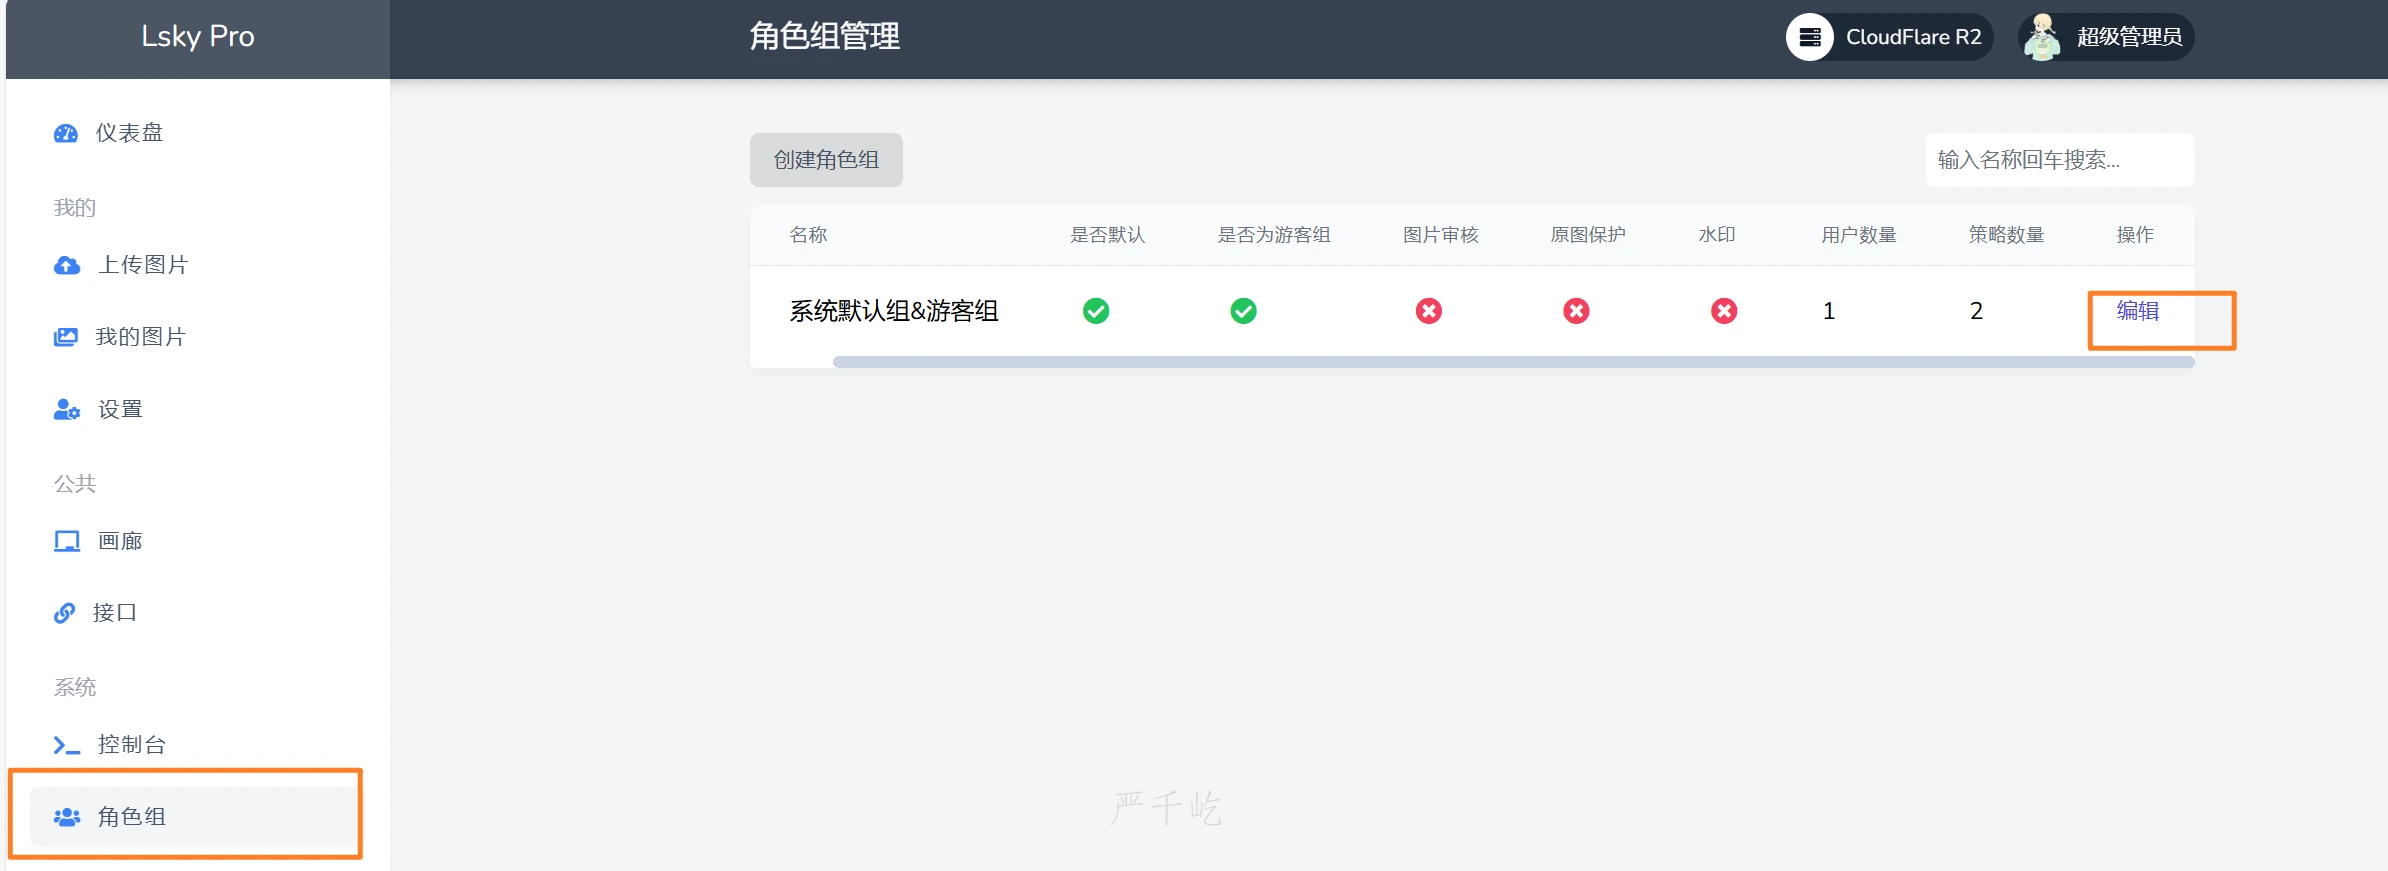 Lsky Pro
角色组管理
CloudFlare R2
超级管理员
仪表盘
我的
上传图片
我的图片
设置
公共
画廊
接口
系统
控制台
角色组
创建角色组
输入名称回车搜索...
名称 是否默认 是否为游客组 图片审核 原图保护 水印 用户数量 策略数量 操作
系统默认组&游客组 1 2 编辑
严千屹